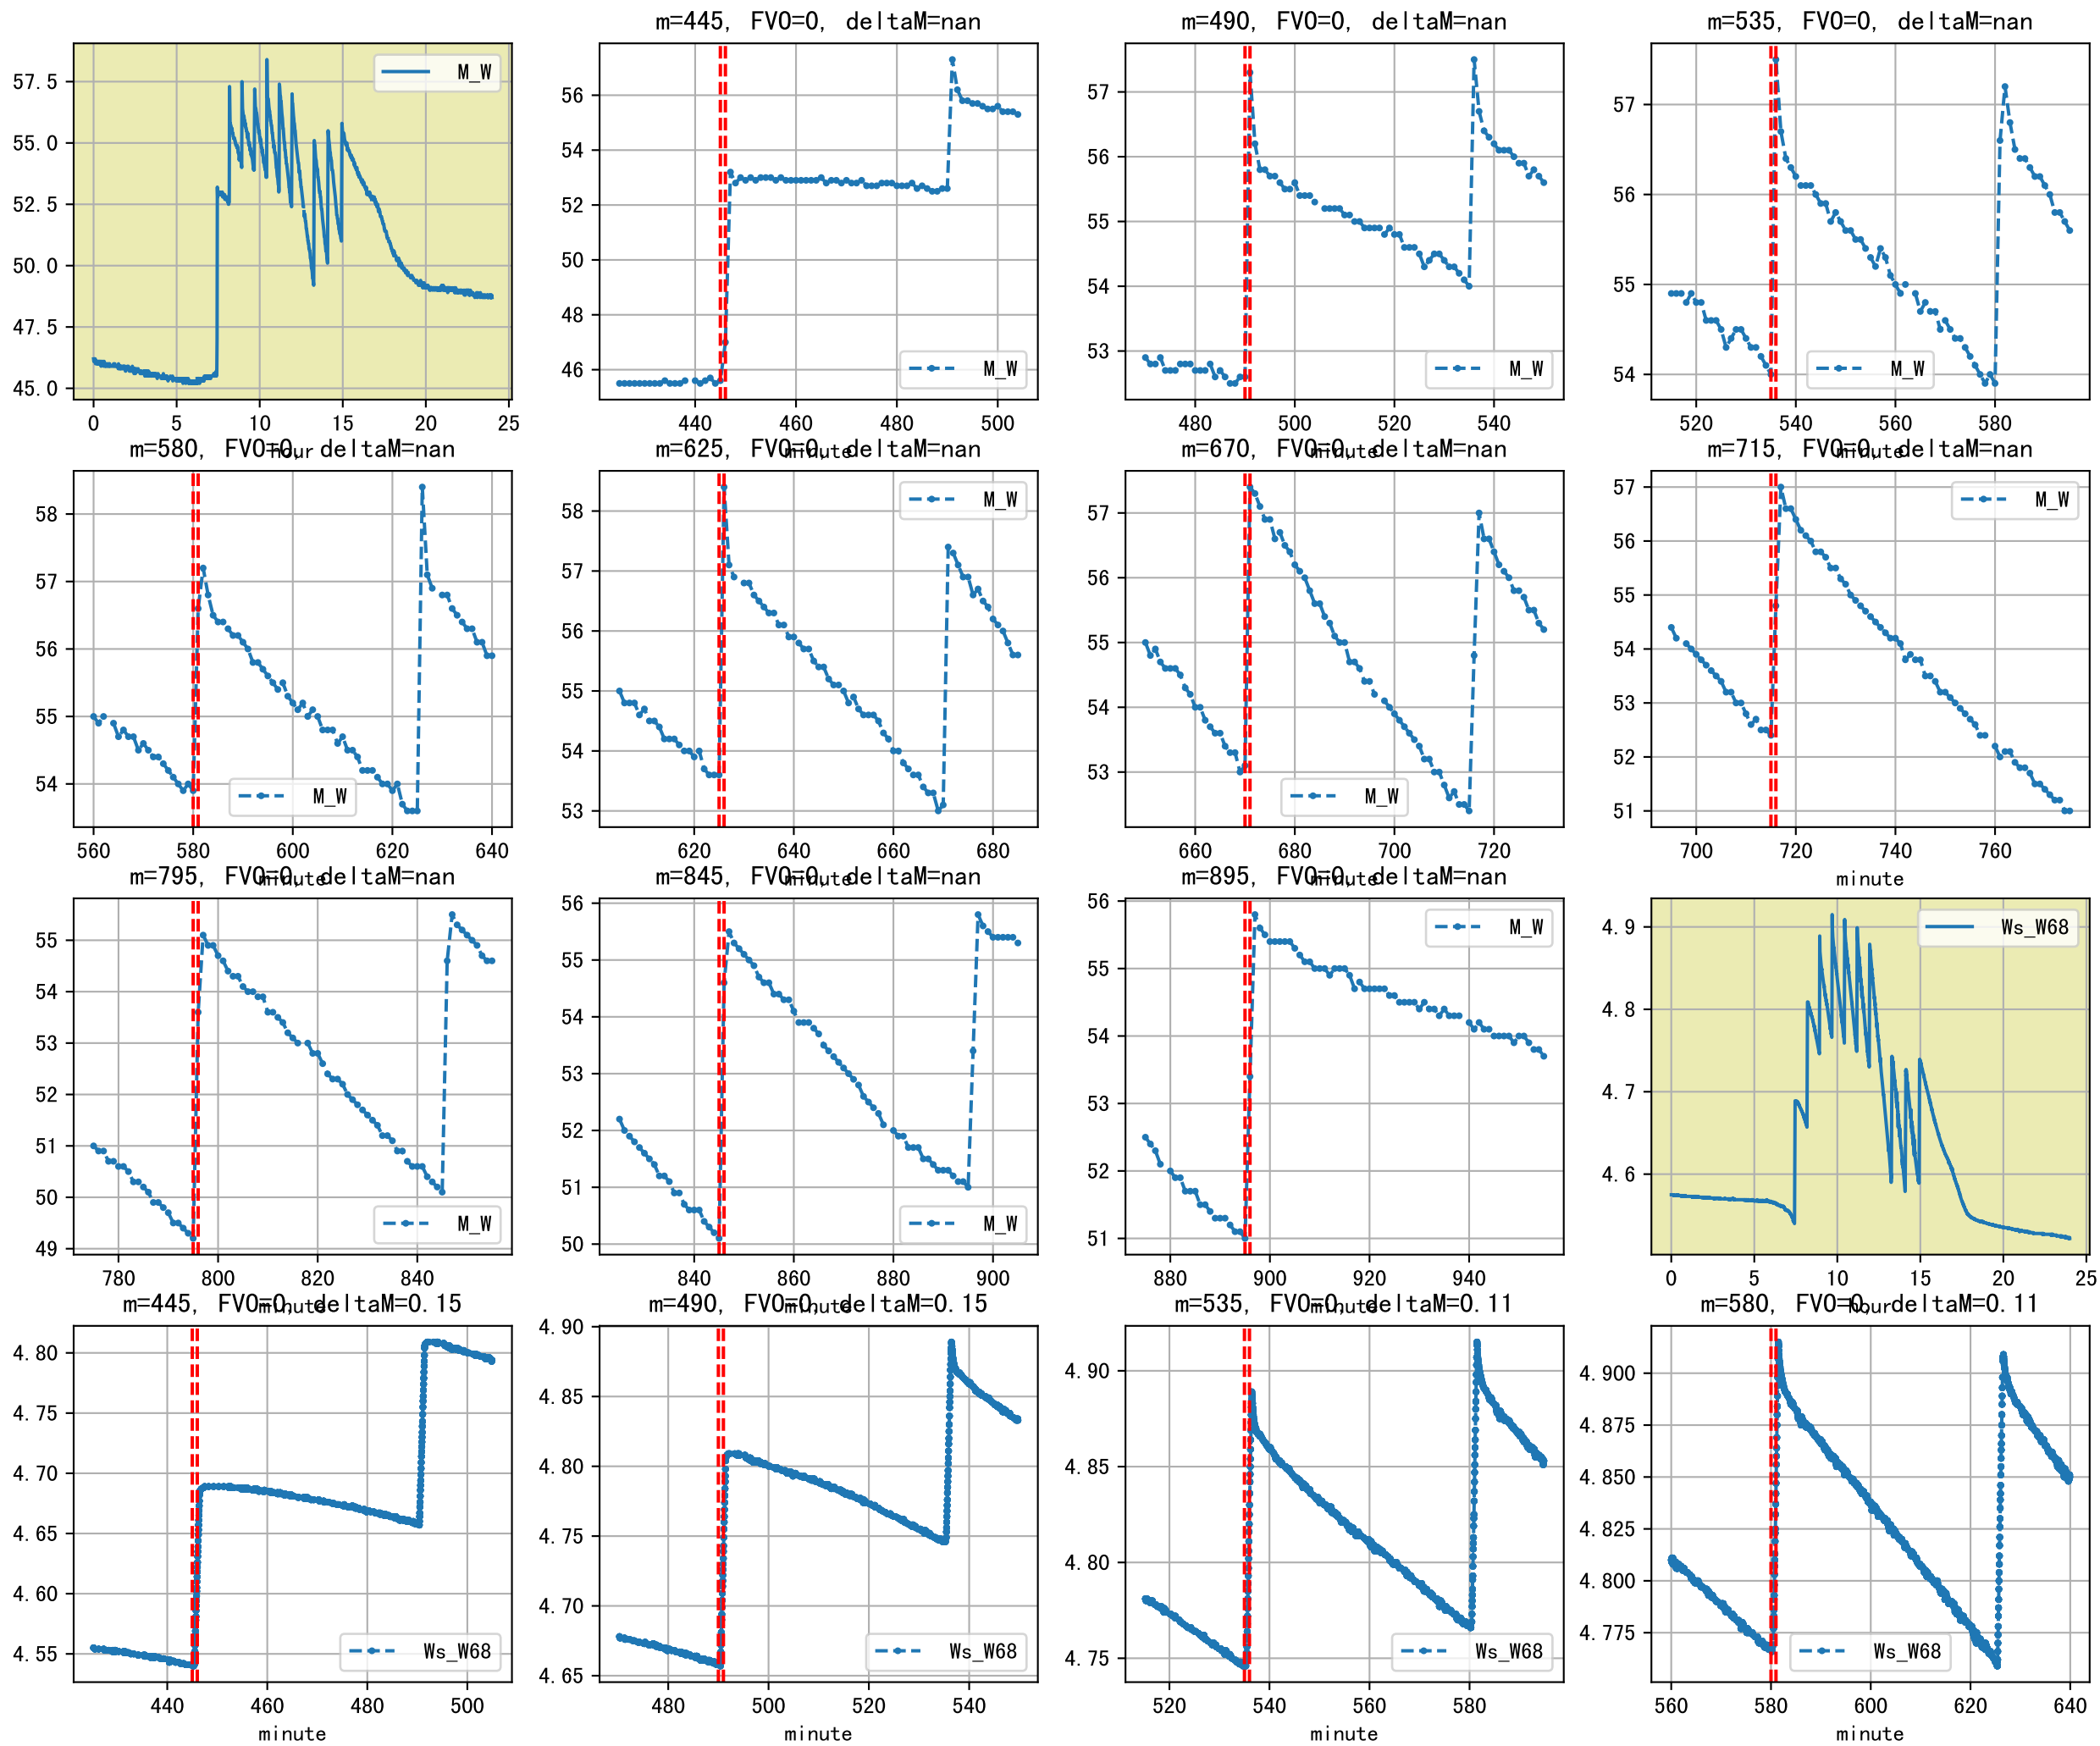 m=445, FVO=0, deltaM=nan
m=490, FVO=0, deltaM=nan
m=535, FVO=0, deltaM=nan
57.5
55.0
52.5
50.0
47.5
45.0
M_W
0 5 10 15 20 25
hour
56
54
52
50
48
46
M_W
440 460 480 500
minute
57
56
55
54
53
M_W
480 500 520 540
minute
57
56
55
54
M_W
520 540 560 580
minute
m=580, FVO=0, deltaM=nan
m=625, FVO=0, deltaM=nan
m=670, FVO=0, deltaM=nan
m=715, FVO=0, deltaM=nan
58
57
56
55
54
M_W
560 580 600 620 640
minute
58
57
56
55
54
53
M_W
620 640 660 680
minute
57
56
55
54
53
M_W
660 680 700 720
minute
57
56
55
54
53
52
51
M_W
700 720 740 760
minute
m=795, FVO=0, deltaM=nan
m=845, FVO=0, deltaM=nan
m=895, FVO=0, deltaM=nan
55
54
53
52
51
50
49
M_W
780 800 820 840
minute
56
55
54
53
52
51
50
M_W
840 860 880 900
minute
56
55
54
53
52
51
M_W
880 900 920 940
minute
4.9
4.8
4.7
4.6
Ws_W68
0 5 10 15 20 25
hour
m=445, FVO=0, deltaM=0.15
m=490, FVO=0, deltaM=0.15
m=535, FVO=0, deltaM=0.11
m=580, FVO=0, deltaM=0.11
4.80
4.75
4.70
4.65
4.60
4.55
Ws_W68
440 460 480 500
minute
4.90
4.85
4.80
4.75
4.70
4.65
Ws_W68
480 500 520 540
minute
4.90
4.85
4.80
4.75
Ws_W68
520 540 560 580
minute
4.900
4.875
4.850
4.825
4.800
4.775
Ws_W68
560 580 600 620 640
minute